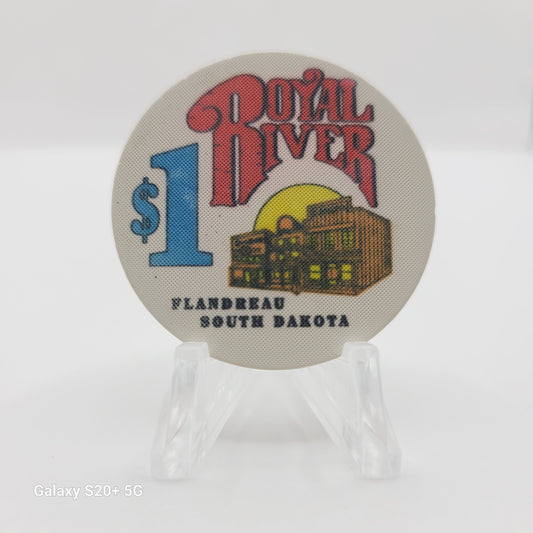 ROYAL
RIVER
$1
FLANDREAU
SOUTH DAKOTA
Galaxy S20+ 5G